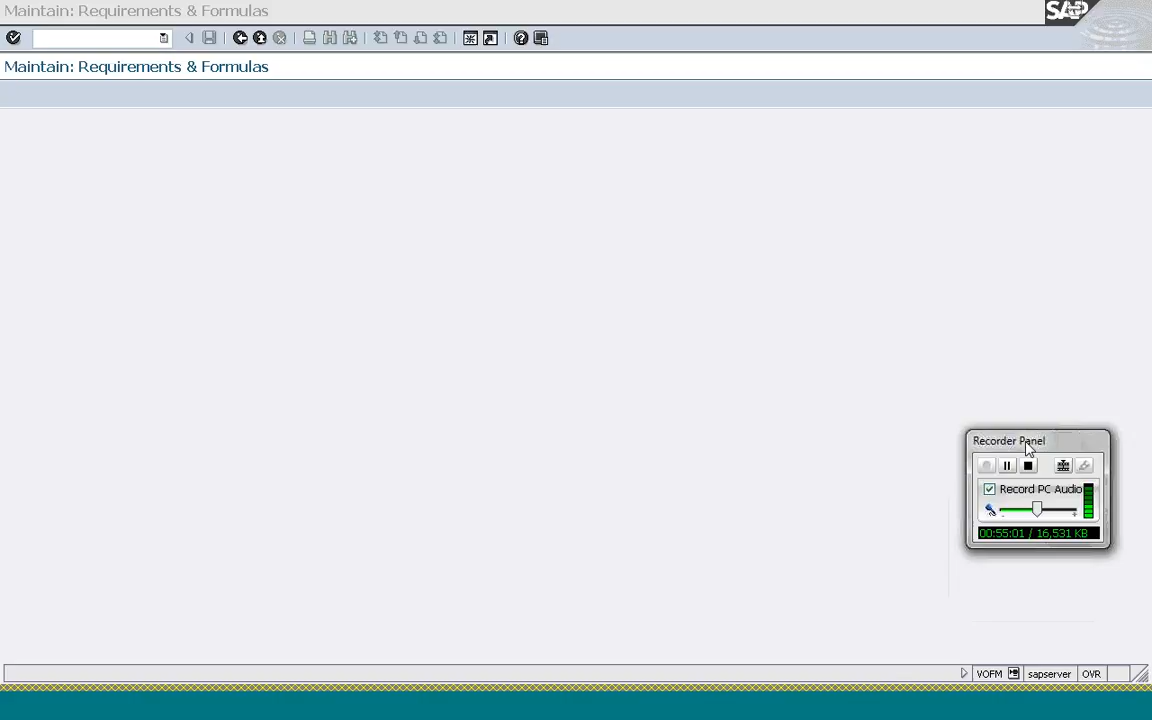 Maintain: Requirements & Formulas
SAP
Maintain: Requirements & Formulas
Recorder Panel
Record PC Audio
- +
00:55:01 / 16,531 KB
VOFM sapserver OVR